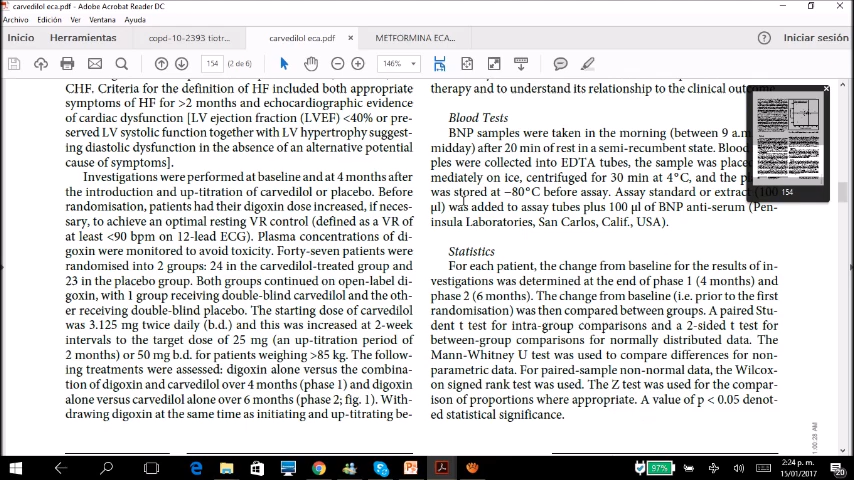 carvedilol eca.pdf - Adobe Acrobat Reader DC
Archivo Edición Ver Ventana Ayuda
Inicio Herramientas copd-10-2393 tiotr... carvedilol eca.pdf × METFORMINA ECA... Iniciar sesión
154 (2 de 6) 146%
CHF. Criteria for the definition of HF included both appropriate
symptoms of HF for >2 months and echocardiographic evidence
of cardiac dysfunction [LV ejection fraction (LVEF) <40% or pre-
served LV systolic function together with LV hypertrophy suggest-
ing diastolic dysfunction in the absence of an alternative potential
cause of symptoms].
Investigations were performed at baseline and at 4 months after
the introduction and up-titration of carvedilol or placebo. Before
randomisation, patients had their digoxin dose increased, if neces-
sary, to achieve an optimal resting VR control (defined as a VR of
at least <90 bpm on 12-lead ECG). Plasma concentrations of di-
goxin were monitored to avoid toxicity. Forty-seven patients were
randomised into 2 groups: 24 in the carvedilol-treated group and
23 in the placebo group. Both groups continued on open-label di-
goxin, with 1 group receiving double-blind carvedilol and the oth-
er receiving double-blind placebo. The starting dose of carvedilol
was 3.125 mg twice daily (b.d.) and this was increased at 2-week
intervals to the target dose of 25 mg (an up-titration period of
2 months) or 50 mg b.d. for patients weighing >85 kg. The follow-
ing treatments were assessed: digoxin alone versus the combina-
tion of digoxin and carvedilol over 4 months (phase 1) and digoxin
alone versus carvedilol alone over 6 months (phase 2; fig. 1). With-
drawing digoxin at the same time as initiating and up-titrating be-
therapy and to understand its relationship to the clinical outcome.
Blood Tests
BNP samples were taken in the morning (between 9 a.m.
midday) after 20 min of rest in a semi-recumbent state. Blood
ples were collected into EDTA tubes, the sample was place
mediately on ice, centrifuged for 30 min at 4°C, and the p
was stored at −80°C before assay. Assay standard or extract (100
μl) was added to assay tubes plus 100 μl of BNP anti-serum (Pen-
insula Laboratories, San Carlos, Calif., USA).
Statistics
For each patient, the change from baseline for the results of in-
vestigations was determined at the end of phase 1 (4 months) and
phase 2 (6 months). The change from baseline (i.e. prior to the first
randomisation) was then compared between groups. A paired Stu-
dent t test for intra-group comparisons and a 2-sided t test for
between-group comparisons for normally distributed data. The
Mann-Whitney U test was used to compare differences for non-
parametric data. For paired-sample non-normal data, the Wilcox-
on signed rank test was used. The Z test was used for the compar-
ison of proportions where appropriate. A value of p < 0.05 denot-
ed statistical significance.
154
97%
2:24 p. m.
15/01/2017
20